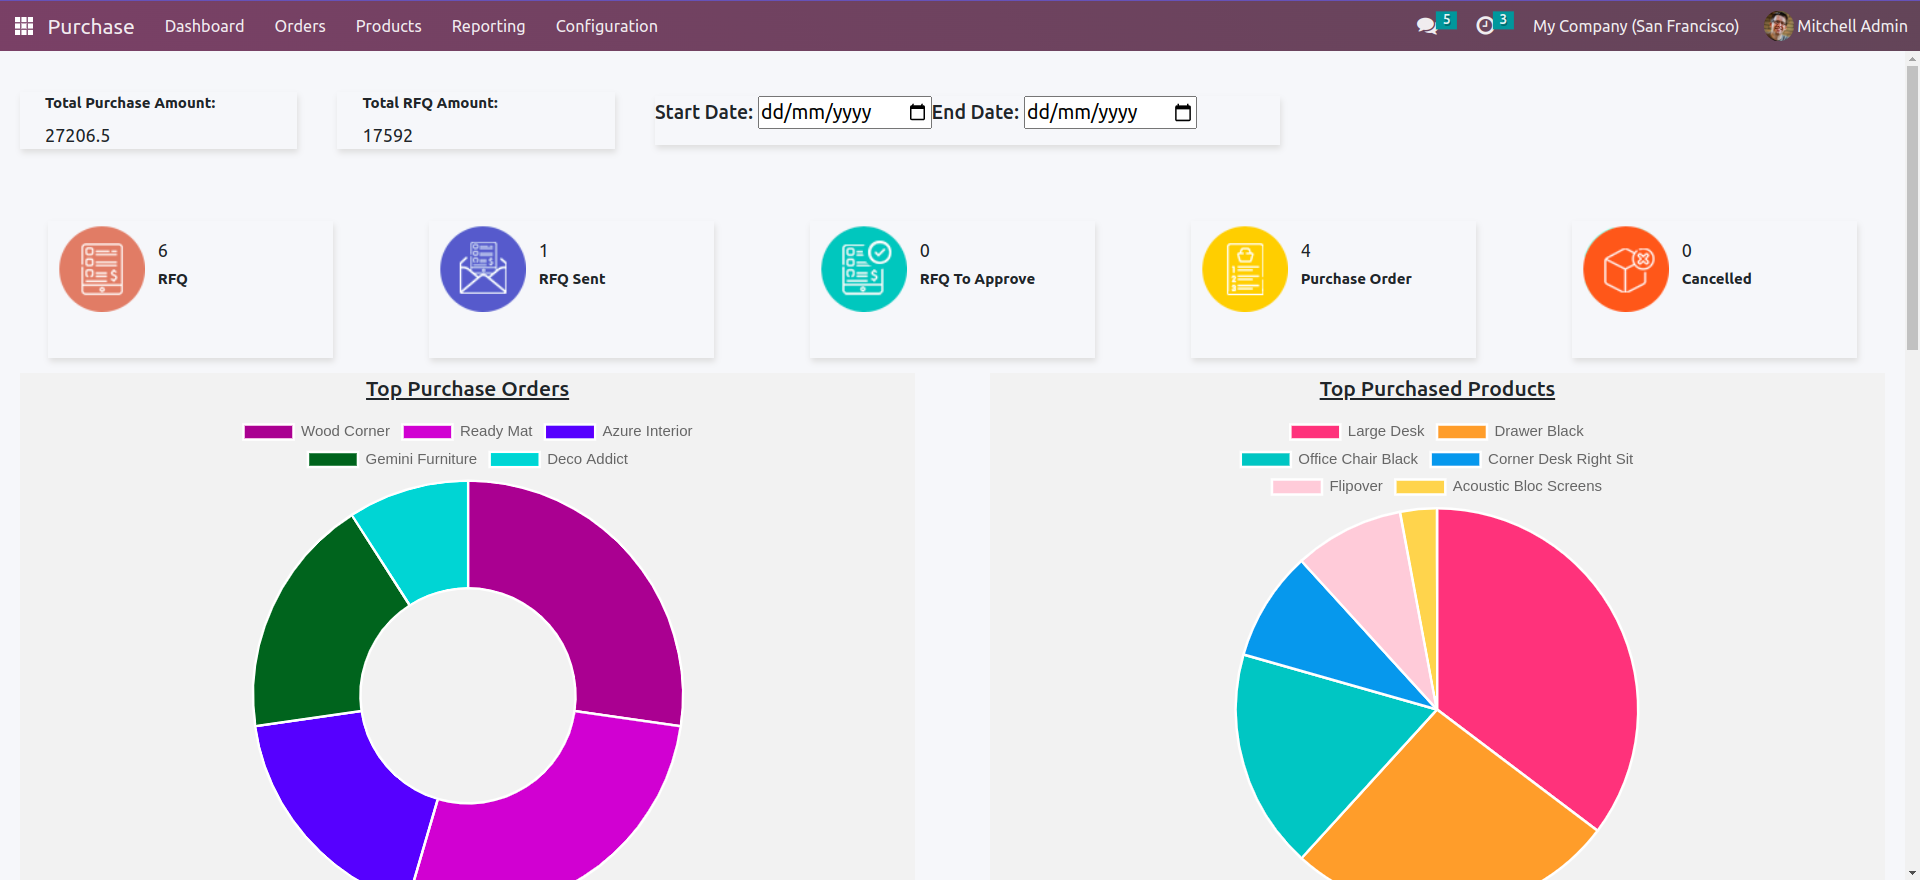 Purchase Dashboard Orders Products Reporting Configuration 5 3 My Company (San Francisco) Mitchell Admin
Total Purchase Amount:
27206.5
Total RFQ Amount:
17592
Start Date: dd/mm/yyyy End Date: dd/mm/yyyy
6
RFQ
1
RFQ Sent
0
RFQ To Approve
4
Purchase Order
0
Cancelled
Top Purchase Orders
Wood Corner Ready Mat Azure Interior
Gemini Furniture Deco Addict
Top Purchased Products
Large Desk Drawer Black
Office Chair Black Corner Desk Right Sit
Flipover Acoustic Bloc Screens